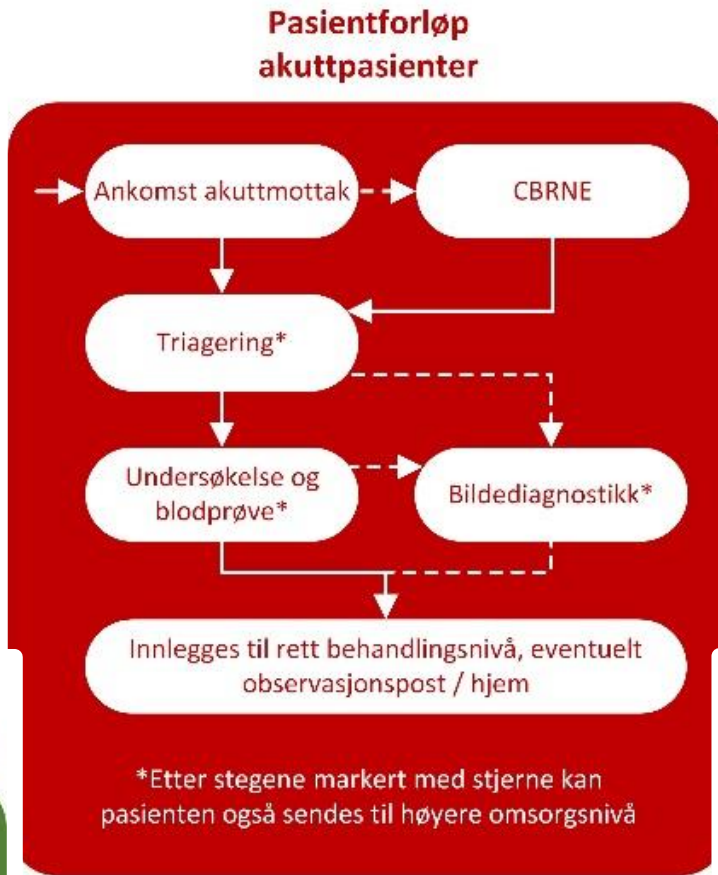 Pasientforløp
akuttpasienter
Ankomst akuttmottak
CBRNE
Triagering*
Undersøkelse og
blodprøve*
Bildediagnostikk*
Innlegges til rett behandlingsnivå, eventuelt
observasjonspost / hjem
*Etter stegene markert med stjerne kan
pasienten også sendes til høyere omsorgsnivå